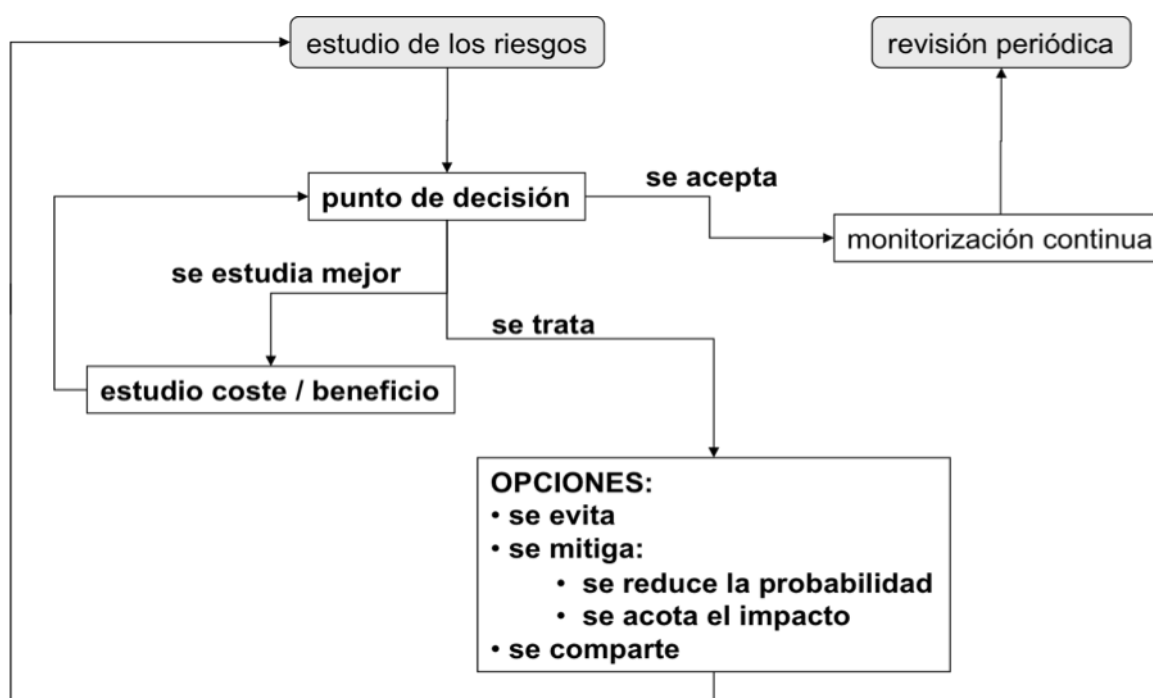 estudio de los riesgos
revisión periódica
punto de decisión
se acepta
monitorización continua
se estudia mejor
se trata
estudio coste / beneficio
OPCIONES:
• se evita
• se mitiga:
• se reduce la probabilidad
• se acota el impacto
• se comparte